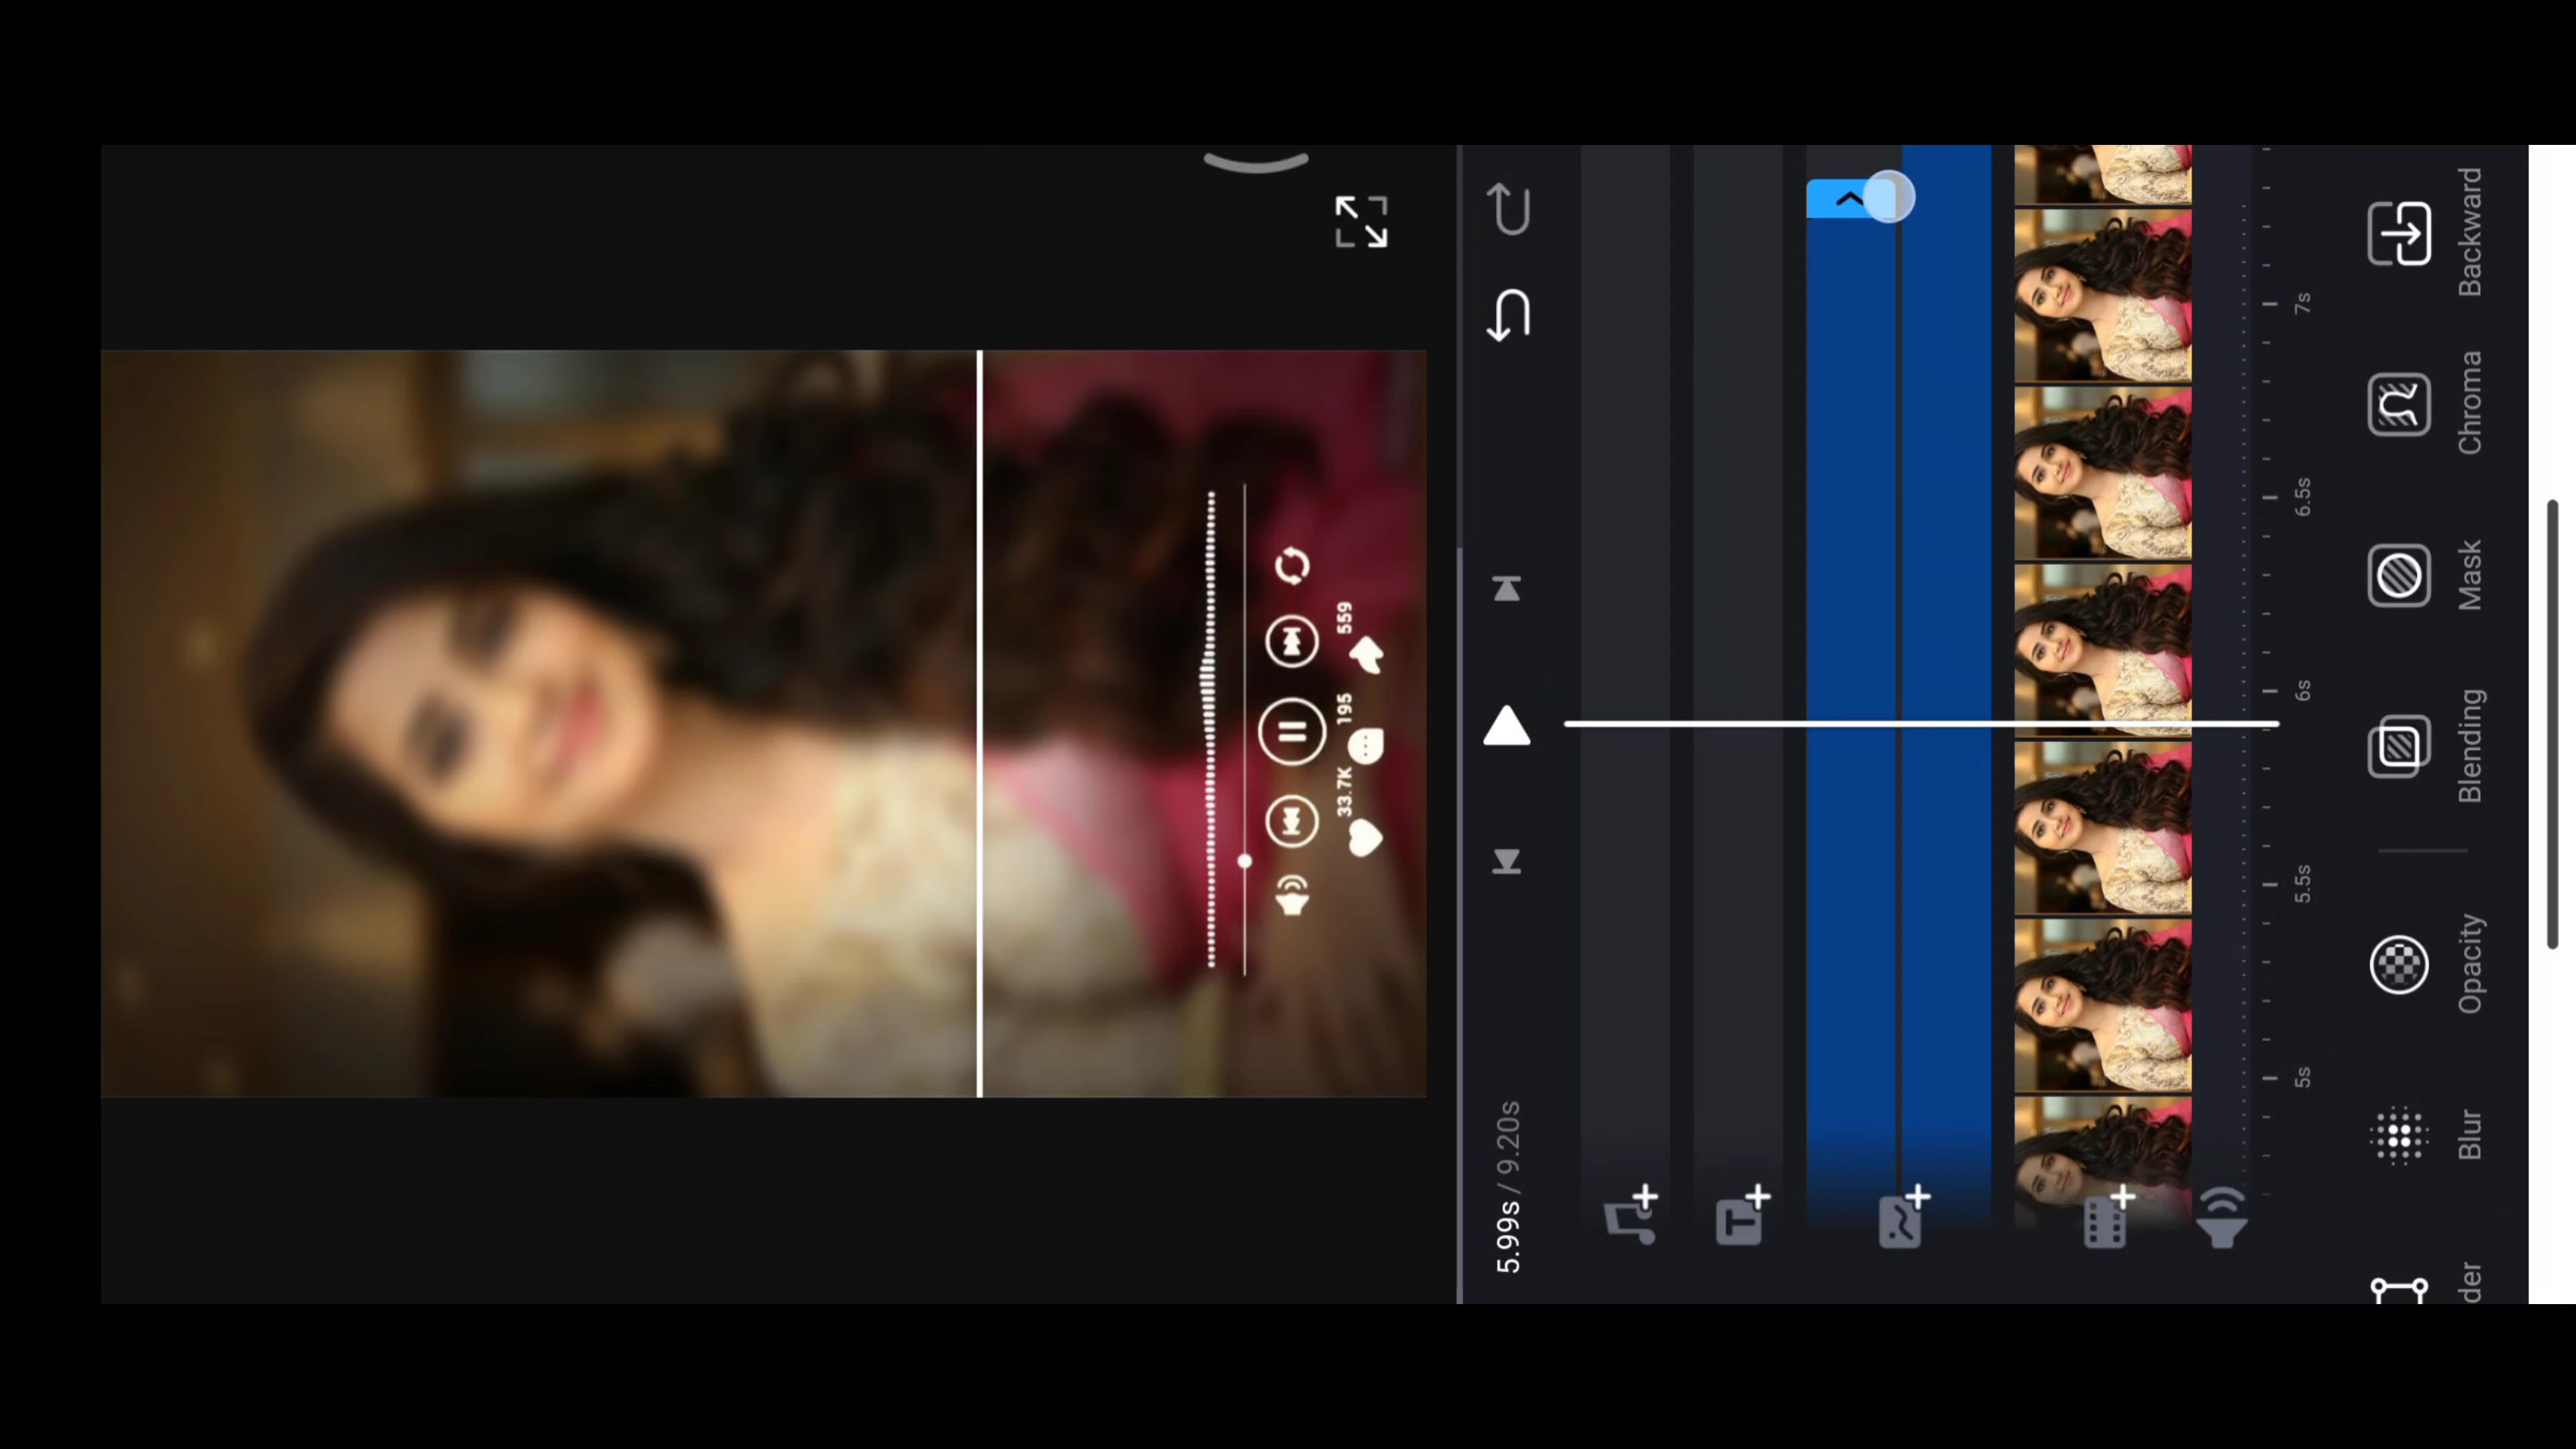 33.7K 195 559
5.99s / 9.20s
5s 5.5s 6s 6.5s 7s
der
Blur
Opacity
Blending
Mask
Chroma
Backward